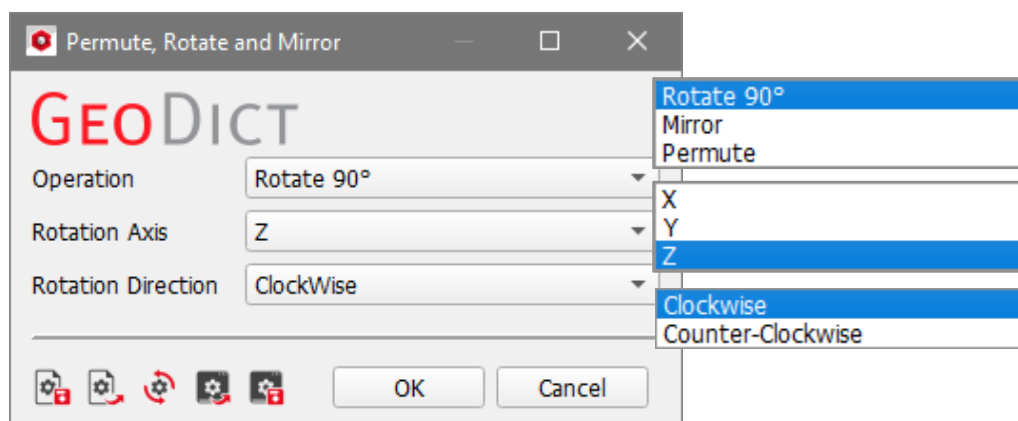 Permute, Rotate and Mirror
GEODICT
Operation
Rotate 90°
Rotation Axis
Z
Rotation Direction
ClockWise
OK
Cancel
Rotate 90°
Mirror
Permute
X
Y
Z
Clockwise
Counter-Clockwise